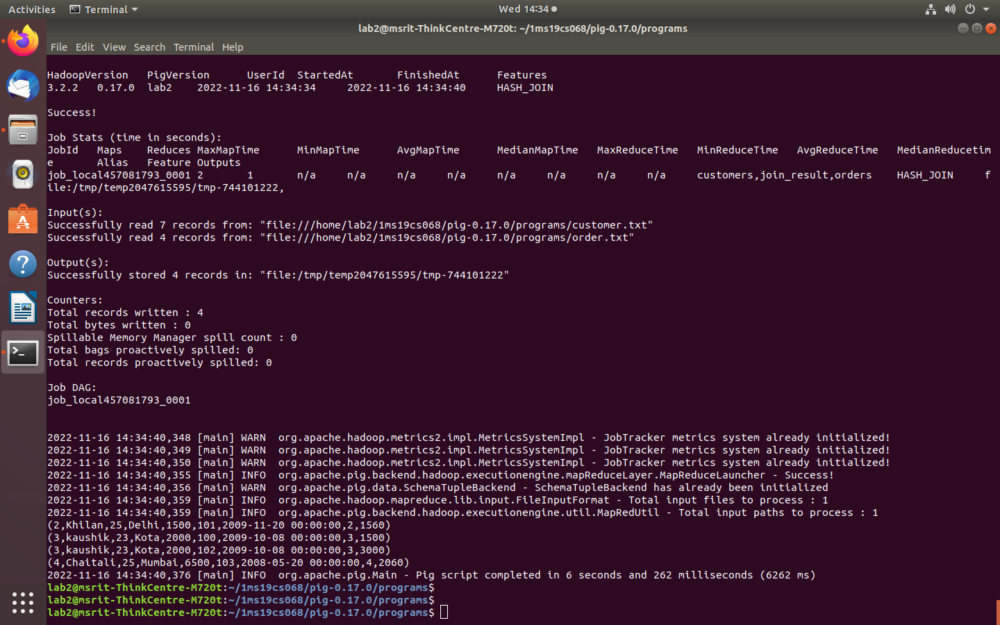 Activities Terminal Wed 14:34
lab2@msrit-ThinkCentre-M720t: ~/1ms19cs068/pig-0.17.0/programs
File Edit View Search Terminal Help
HadoopVersion PigVersion UserId StartedAt FinishedAt Features
3.2.2 0.17.0 lab2 2022-11-16 14:34:34 2022-11-16 14:34:40 HASH_JOIN
Success!
Job Stats (time in seconds):
JobId Maps Reduces MaxMapTime MinMapTime AvgMapTime MedianMapTime MaxReduceTime MinReduceTime AvgReduceTime MedianReducetim
e Alias Feature Outputs
job_local457081793_0001 2 1 n/a n/a n/a n/a n/a n/a n/a n/a customers,join_result,orders HASH_JOIN f
ile:/tmp/temp2047615595/tmp-744101222,
Input(s):
Successfully read 7 records from: "file:///home/lab2/1ms19cs068/pig-0.17.0/programs/customer.txt"
Successfully read 4 records from: "file:///home/lab2/1ms19cs068/pig-0.17.0/programs/order.txt"
Output(s):
Successfully stored 4 records in: "file:/tmp/temp2047615595/tmp-744101222"
Counters:
Total records written : 4
Total bytes written : 0
Spillable Memory Manager spill count : 0
Total bags proactively spilled: 0
Total records proactively spilled: 0
Job DAG:
job_local457081793_0001
2022-11-16 14:34:40,348 [main] WARN  org.apache.hadoop.metrics2.impl.MetricsSystemImpl - JobTracker metrics system already initialized!
2022-11-16 14:34:40,349 [main] WARN  org.apache.hadoop.metrics2.impl.MetricsSystemImpl - JobTracker metrics system already initialized!
2022-11-16 14:34:40,350 [main] WARN  org.apache.hadoop.metrics2.impl.MetricsSystemImpl - JobTracker metrics system already initialized!
2022-11-16 14:34:40,355 [main] INFO  org.apache.pig.backend.hadoop.executionengine.mapReduceLayer.MapReduceLauncher - Success!
2022-11-16 14:34:40,356 [main] WARN  org.apache.pig.data.SchemaTupleBackend - SchemaTupleBackend has already been initialized
2022-11-16 14:34:40,359 [main] INFO  org.apache.hadoop.mapreduce.lib.input.FileInputFormat - Total input files to process : 1
2022-11-16 14:34:40,359 [main] INFO  org.apache.pig.backend.hadoop.executionengine.util.MapRedUtil - Total input paths to process : 1
(2,Khilan,25,Delhi,1500,101,2009-11-20 00:00:00,2,1560)
(3,kaushik,23,Kota,2000,100,2009-10-08 00:00:00,3,1500)
(3,kaushik,23,Kota,2000,102,2009-10-08 00:00:00,3,3000)
(4,Chaitali,25,Mumbai,6500,103,2008-05-20 00:00:00,4,2060)
2022-11-16 14:34:40,376 [main] INFO  org.apache.pig.Main - Pig script completed in 6 seconds and 262 milliseconds (6262 ms)
lab2@msrit-ThinkCentre-M720t:~/1ms19cs068/pig-0.17.0/programs$
lab2@msrit-ThinkCentre-M720t:~/1ms19cs068/pig-0.17.0/programs$
lab2@msrit-ThinkCentre-M720t:~/1ms19cs068/pig-0.17.0/programs$